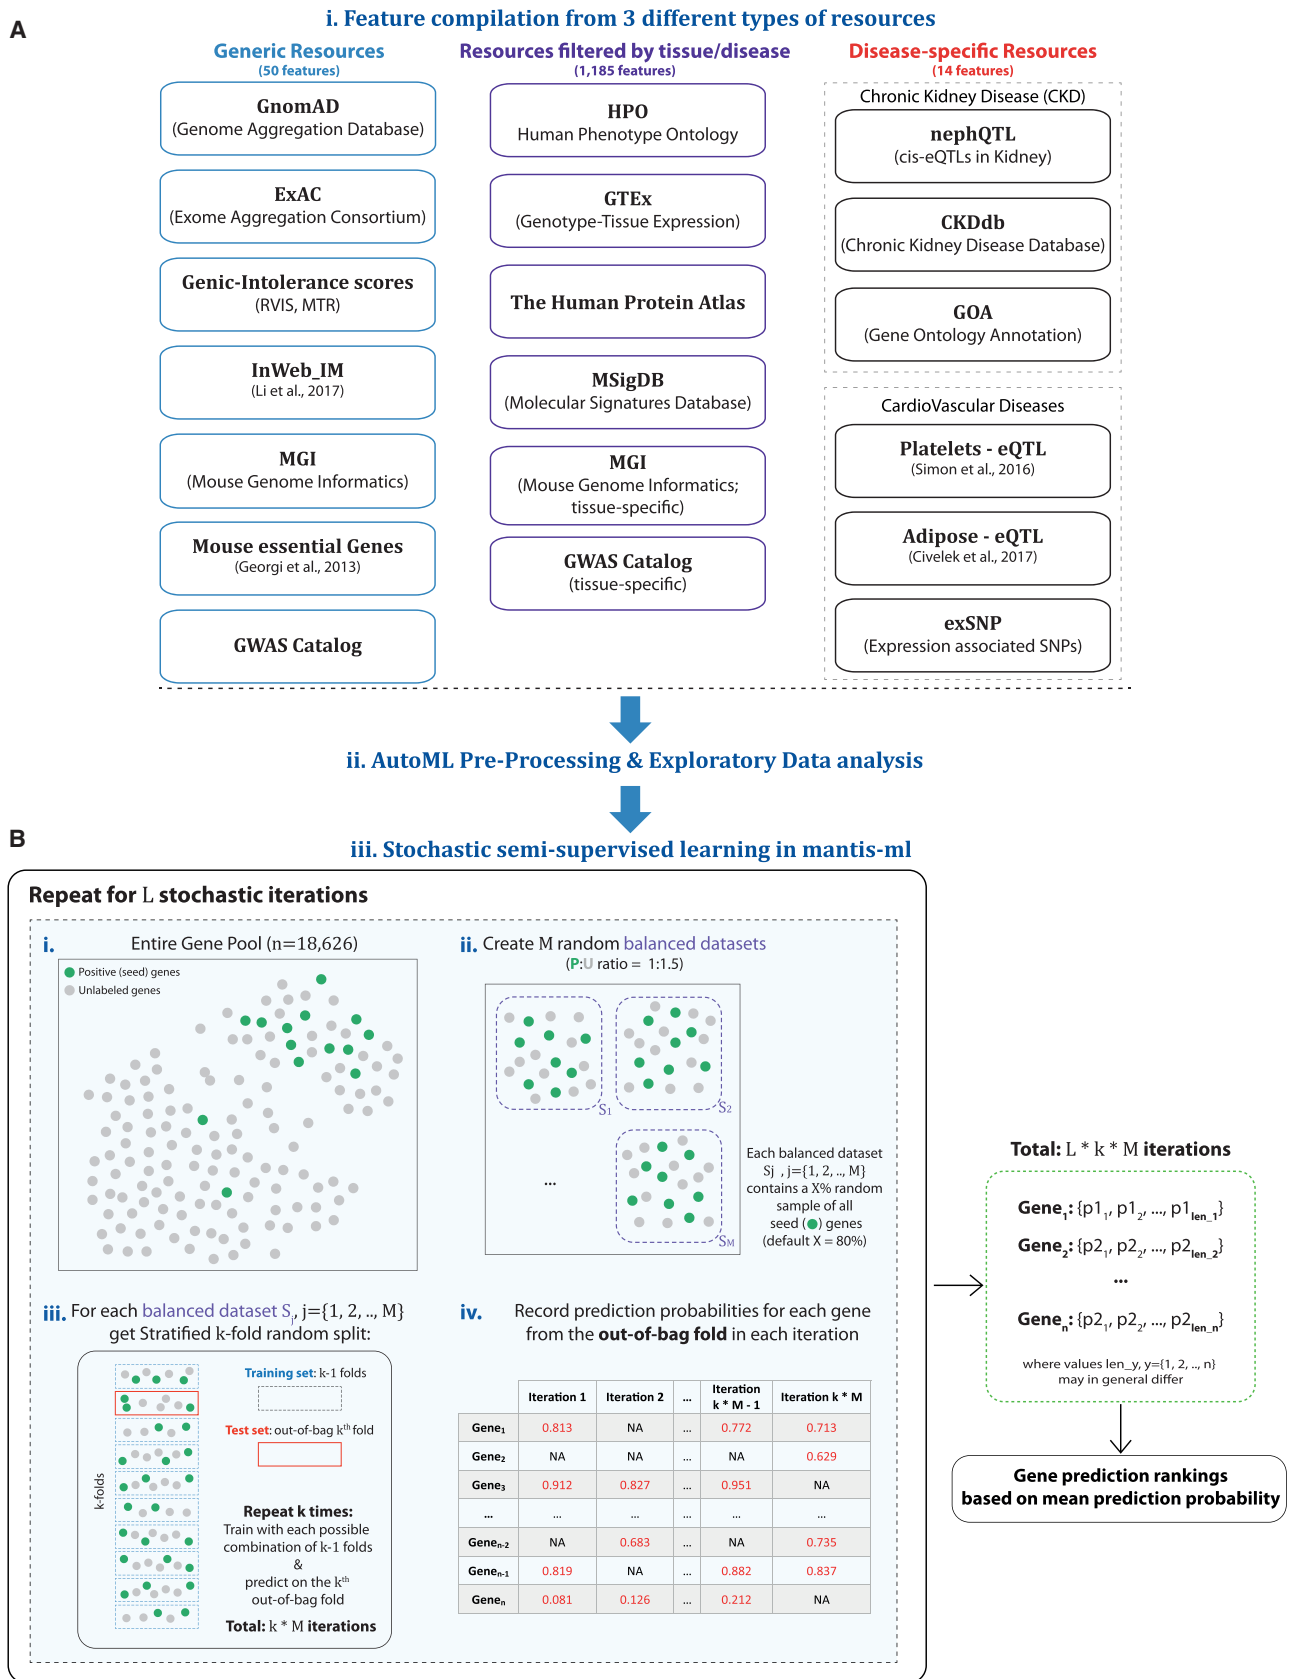 A
i. Feature compilation from 3 different types of resources
Generic Resources
(50 features)
GnomAD
(Genome Aggregation Database)
ExAC
(Exome Aggregation Consortium)
Genic-Intolerance scores
(RVIS, MTR)
InWeb_IM
(Li et al., 2017)
MGI
(Mouse Genome Informatics)
Mouse essential Genes
(Georgi et al., 2013)
GWAS Catalog
Resources filtered by tissue/disease
(1,185 features)
HPO
Human Phenotype Ontology
GTEx
(Genotype-Tissue Expression)
The Human Protein Atlas
MSigDB
(Molecular Signatures Database)
MGI
(Mouse Genome Informatics;
tissue-specific)
GWAS Catalog
(tissue-specific)
Disease-specific Resources
(14 features)
Chronic Kidney Disease (CKD)
nephQTL
(cis-eQTLs in Kidney)
CKDdb
(Chronic Kidney Disease Database)
GOA
(Gene Ontology Annotation)
CardioVascular Diseases
Platelets - eQTL
(Simon et al., 2016)
Adipose - eQTL
(Civelek et al., 2017)
exSNP
(Expression associated SNPs)
ii. AutoML Pre-Processing & Exploratory Data analysis
B
iii. Stochastic semi-supervised learning in mantis-ml
Repeat for L stochastic iterations
i. Entire Gene Pool (n=18,626)
Positive (seed) genes
Unlabeled genes
ii. Create M random balanced datasets
(P:U ratio = 1:1.5)
S1
S2
...
SM
Each balanced dataset
Sj , j={1, 2, .., M}
contains a X% random
sample of all
seed (●) genes
(default X = 80%)
iii. For each balanced dataset Sj, j={1, 2, .., M}
get Stratified k-fold random split:
k-folds
Training set: k-1 folds
Test set: out-of-bag kth fold
Repeat k times:
Train with each possible
combination of k-1 folds
&
predict on the kth
out-of-bag fold
Total: k * M iterations
iv. Record prediction probabilities for each gene
from the out-of-bag fold in each iteration
Iteration 1 Iteration 2 ... Iteration k * M - 1 Iteration k * M
Gene1 0.813 NA ... 0.772 0.713
Gene2 NA NA ... NA 0.629
Gene3 0.912 0.827 ... 0.951 NA
... ... ... ... ... ...
Genen-2 NA 0.683 ... NA 0.735
Genen-1 0.819 NA ... 0.882 0.837
Genen 0.081 0.126 ... 0.212 NA
Total: L * k * M iterations
Gene1: {p11, p12, ..., p1len_1}
Gene2: {p21, p22, ..., p2len_2}
...
Genen: {p21, p22, ..., p2len_n}
where values len_y, y={1, 2, .., n}
may in general differ
Gene prediction rankings
based on mean prediction probability